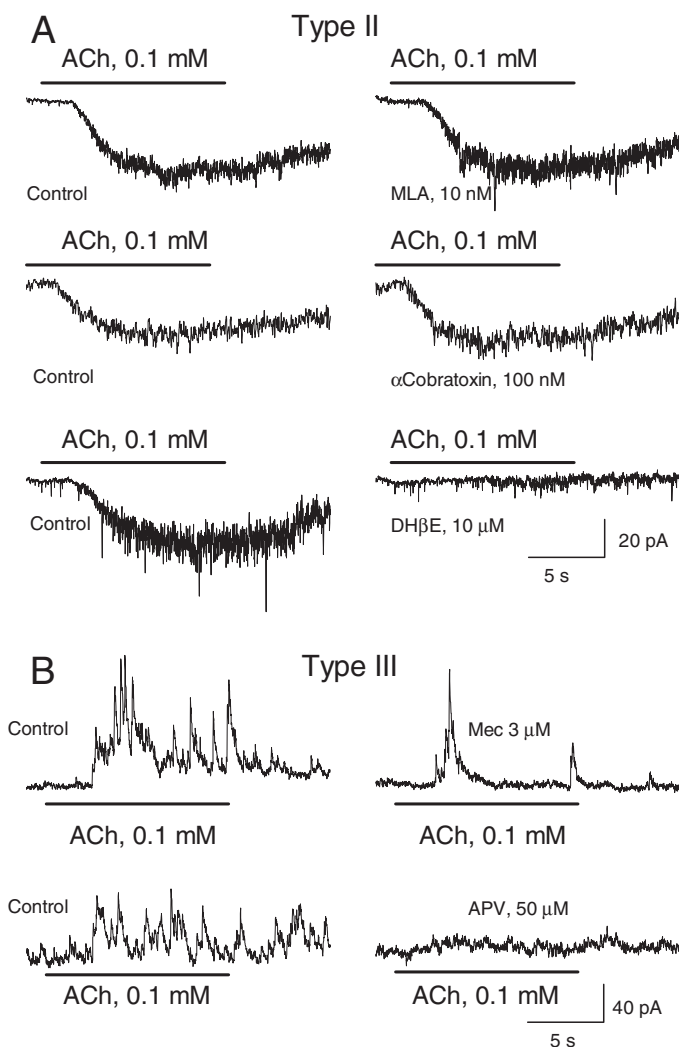 A
Type II
ACh, 0.1 mM
ACh, 0.1 mM
Control
MLA, 10 nM
ACh, 0.1 mM
ACh, 0.1 mM
Control
αCobratoxin, 100 nM
ACh, 0.1 mM
ACh, 0.1 mM
Control
DHβE, 10 μM
20 pA
5 s
B
Type III
Control
Mec 3 μM
ACh, 0.1 mM
ACh, 0.1 mM
Control
APV, 50 μM
ACh, 0.1 mM
ACh, 0.1 mM
40 pA
5 s